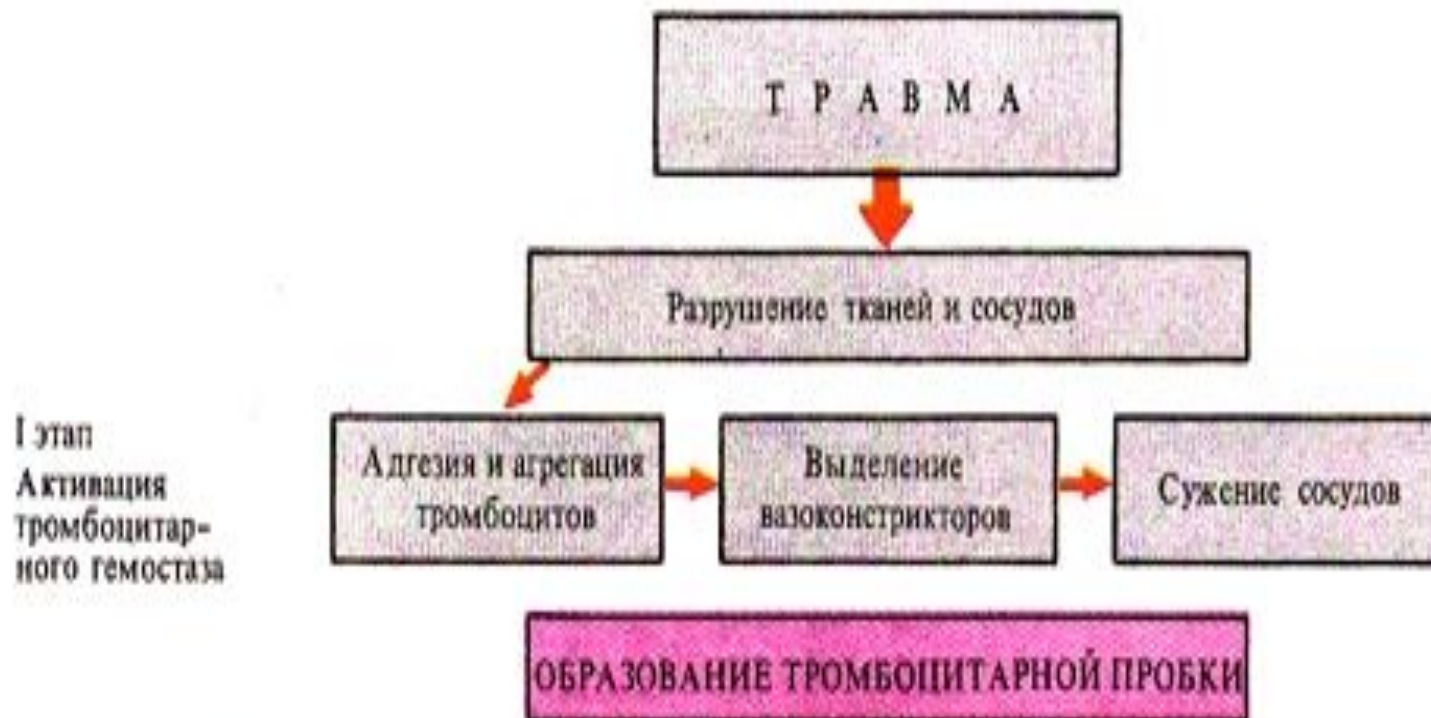 Т Р А В М А
Разрушение тканей и сосудов
I этап
Активация
тромбоцитар-
ного гемостаза
Адгезия и агрегация
тромбоцитов
Выделение
вазоконстрикторов
Сужение сосудов
ОБРАЗОВАНИЕ ТРОМБОЦИТАРНОЙ ПРОБКИ